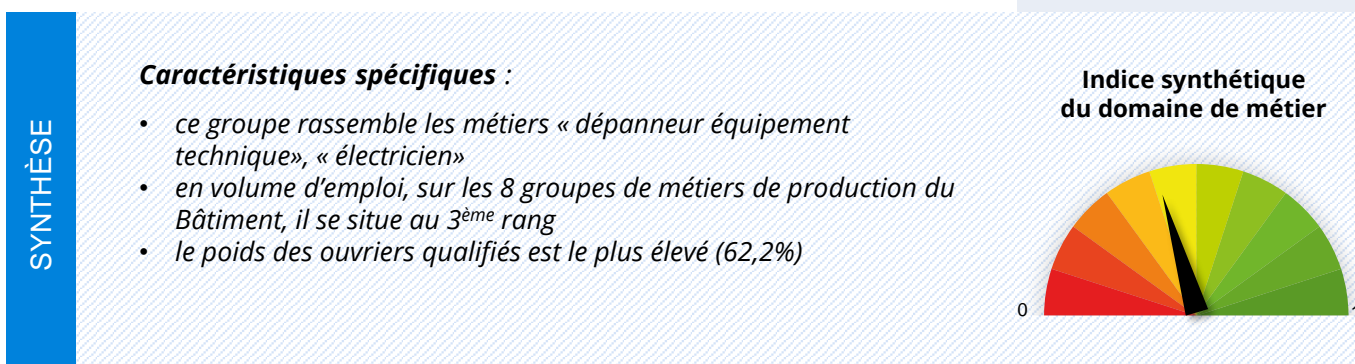 SYNTHÈSE
Caractéristiques spécifiques :
• ce groupe rassemble les métiers « dépanneur équipement
technique», « électricien»
• en volume d’emploi, sur les 8 groupes de métiers de production du
Bâtiment, il se situe au 3ème rang
• le poids des ouvriers qualifiés est le plus élevé (62,2%)
Indice synthétique
du domaine de métier
0